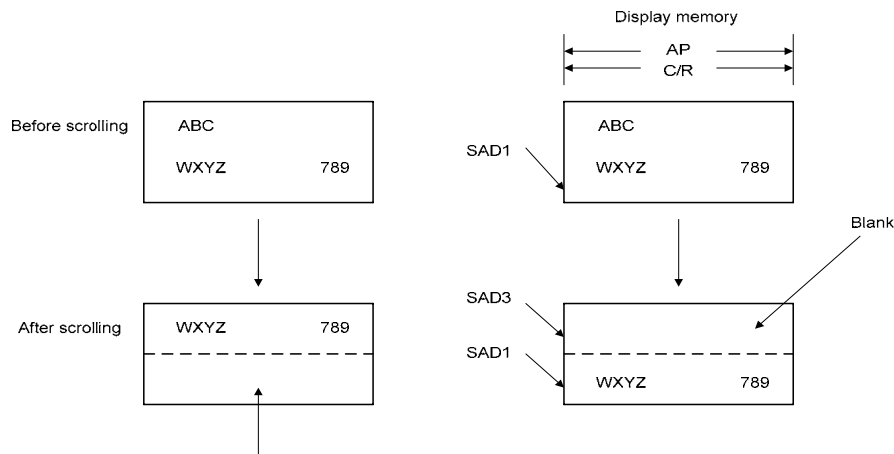 Display memory
AP
C/R
Before scrolling
ABC
WXYZ 789
SAD1
ABC
WXYZ 789
Blank
After scrolling
WXYZ 789
SAD3
SAD1
WXYZ 789